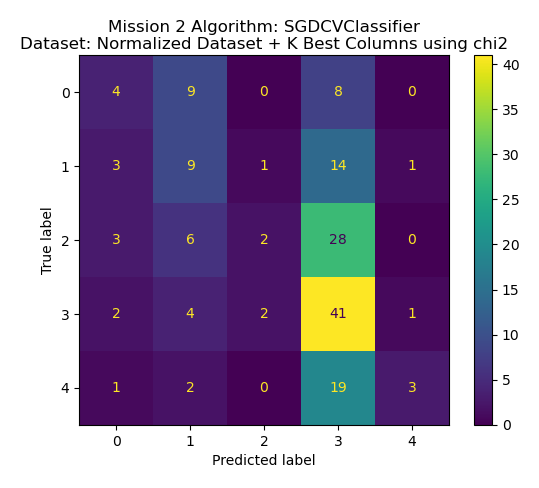 Mission 2 Algorithm: SGDCVClassifier
Dataset: Normalized Dataset + K Best Columns using chi2
True label
0 4 9 0 8 0
1 3 9 1 14 1
2 3 6 2 28 0
3 2 4 2 41 1
4 1 2 0 19 3
0 1 2 3 4
Predicted label
40
35
30
25
20
15
10
5
0